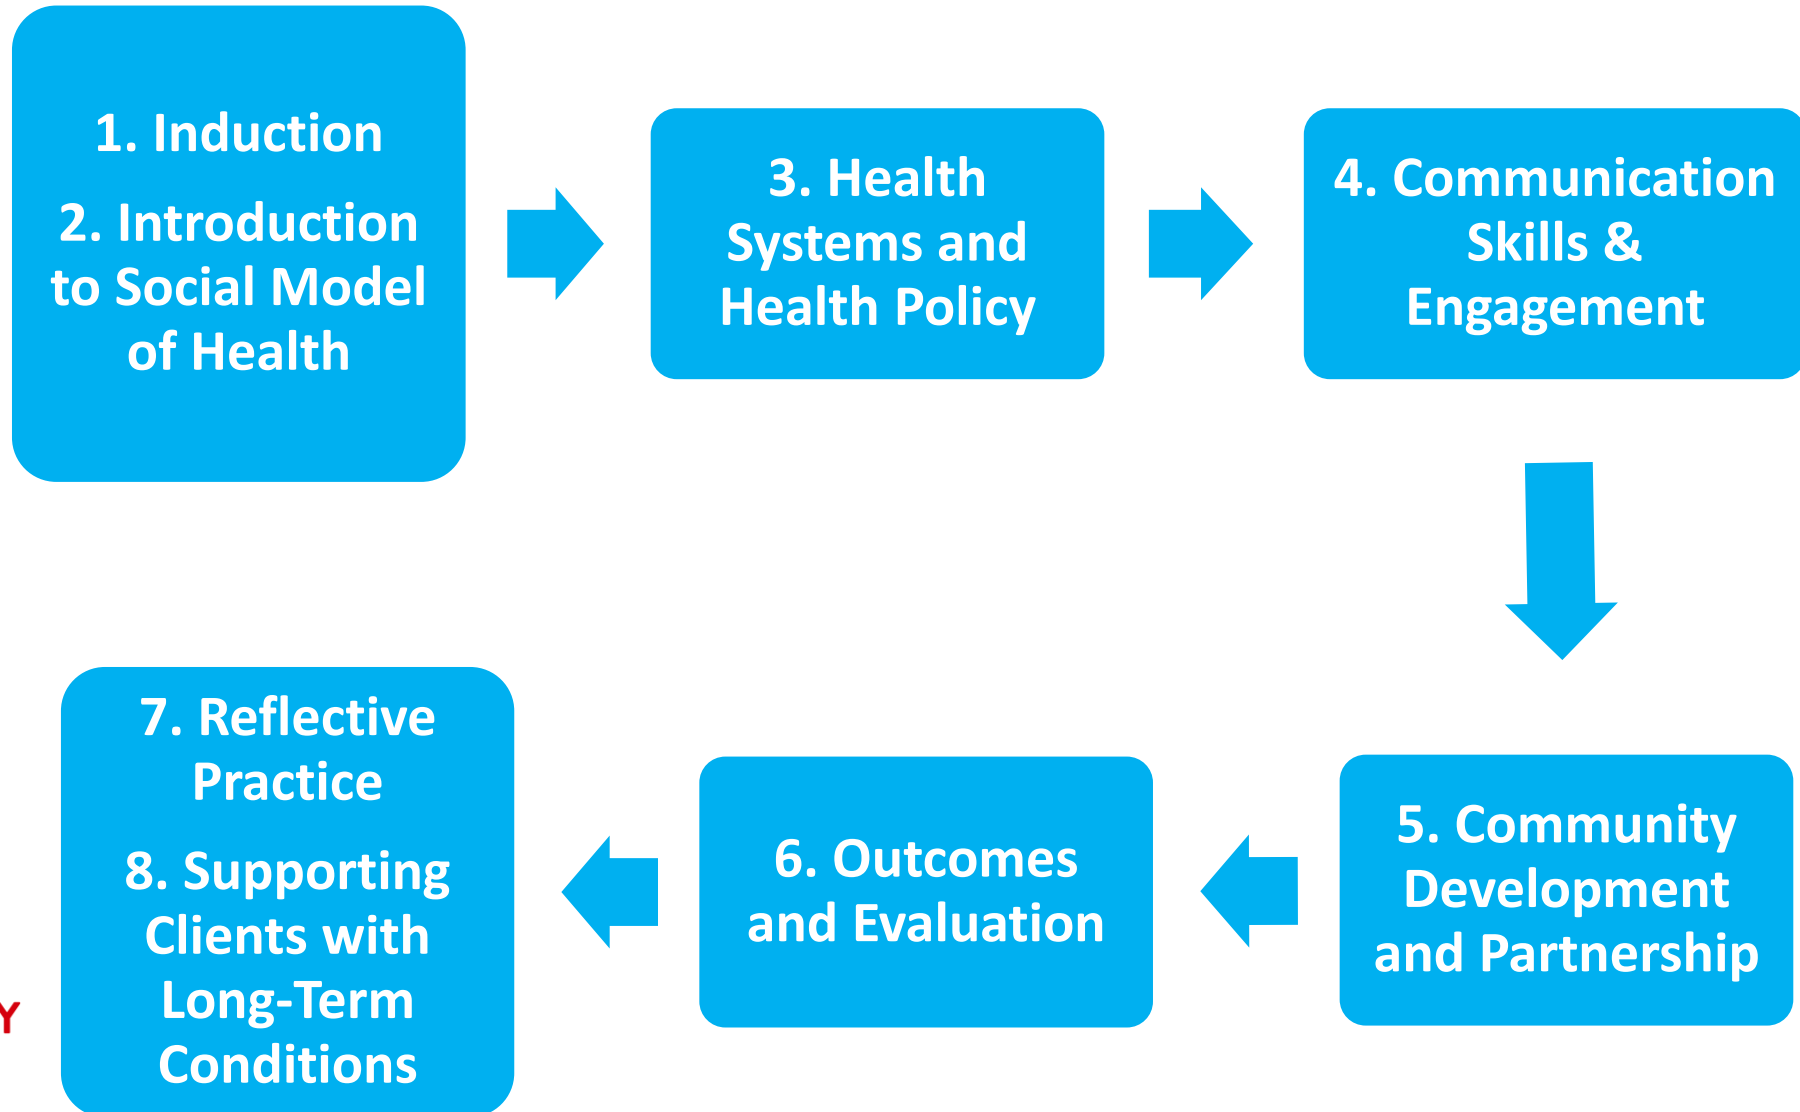 1. Induction
2. Introduction
to Social Model
of Health
3. Health
Systems and
Health Policy
4. Communication
Skills &
Engagement
5. Community
Development
and Partnership
6. Outcomes
and Evaluation
7. Reflective
Practice
8. Supporting
Clients with
Long-Term
Conditions
Y